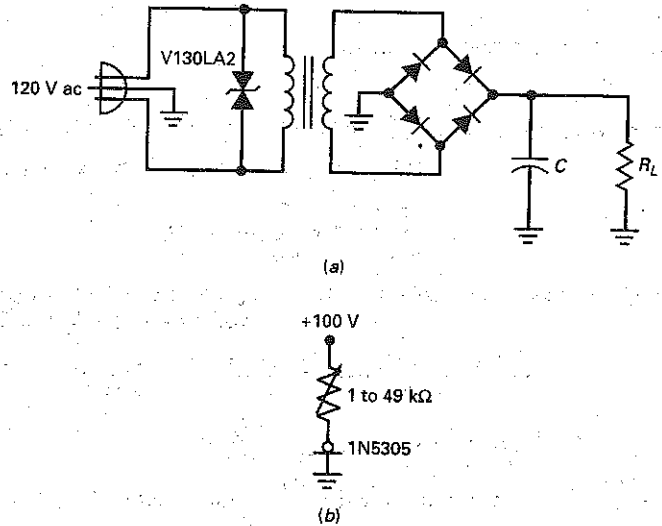 V130LA2
120 V ac
C
R_L
(a)
+100 V
1 to 49 kΩ
1N5305
(b)